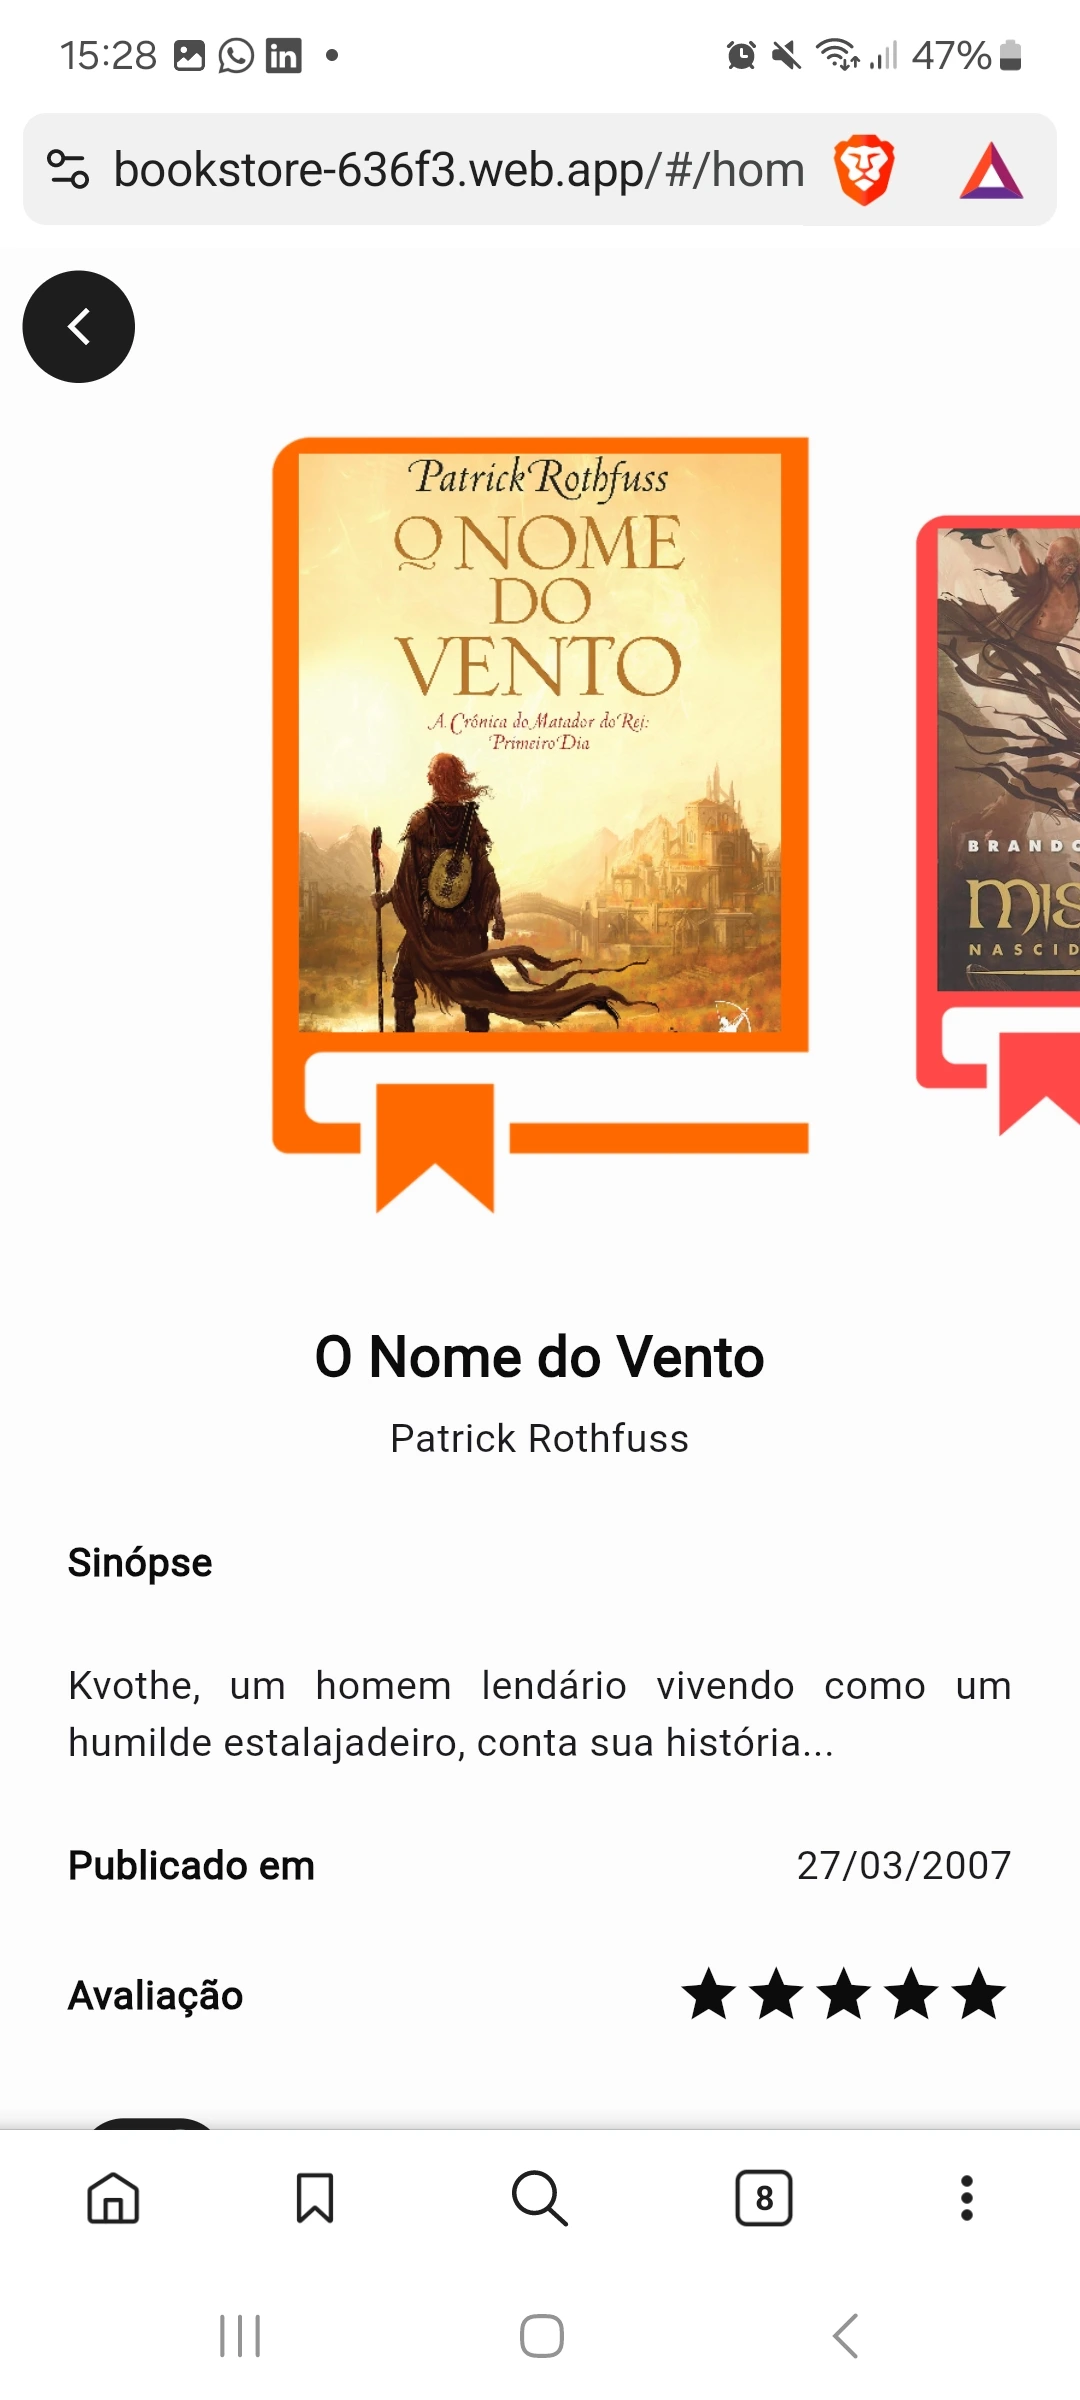 15:28
47%
bookstore-636f3.web.app/#/hom
Patrick Rothfuss
O NOME
DO
VENTO
A Crônica do Matador do Rei:
Primeiro Dia
BRAND
MIS
NASCID
O Nome do Vento
Patrick Rothfuss
Sinópse
Kvothe, um homem lendário vivendo como um
humilde estalajadeiro, conta sua história...
Publicado em
27/03/2007
Avaliação
8